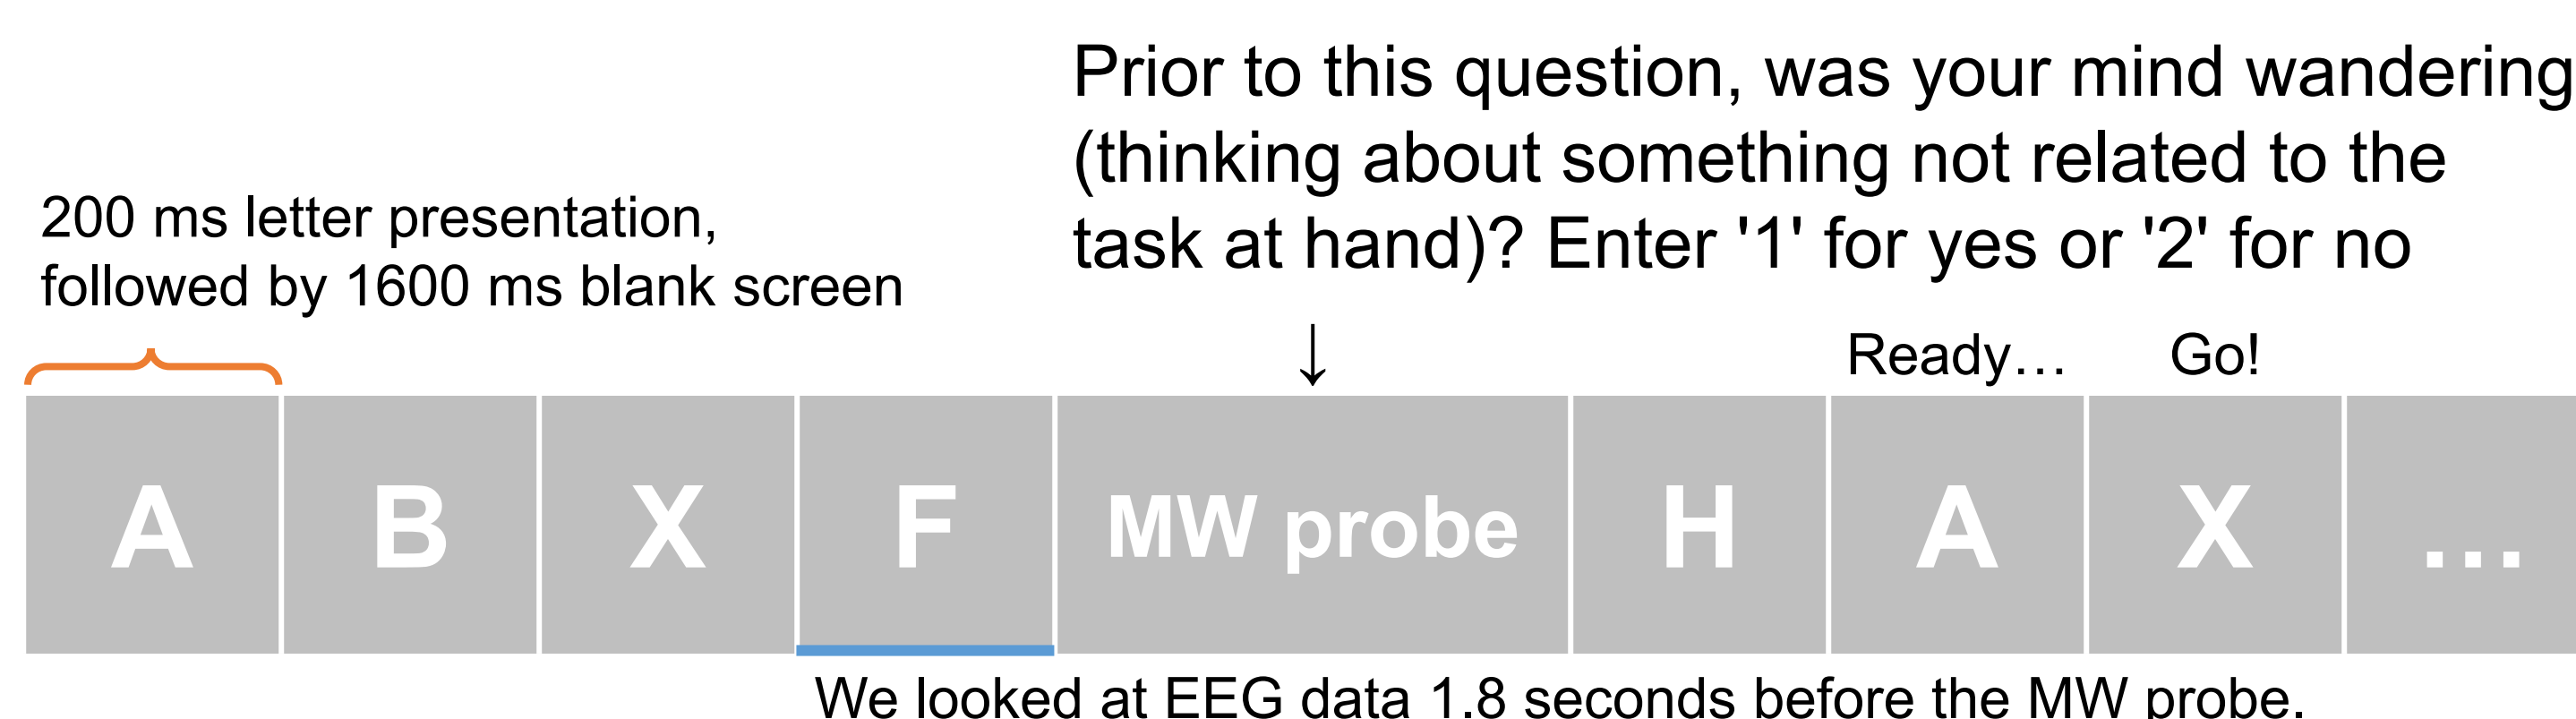 Prior to this question, was your mind wandering
(thinking about something not related to the
task at hand)? Enter '1' for yes or '2' for no
200 ms letter presentation,
followed by 1600 ms blank screen
↓
Ready… Go!
A B X F MW probe H A X …
We looked at EEG data 1.8 seconds before the MW probe.